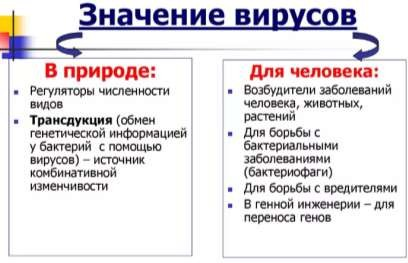 Значение вирусов
В природе:
Регуляторы численности
видов
Трансдукция (обмен
генетической информацией
у бактерий с помощью
вирусов) – источник
комбинативной
изменчивости
Для человека:
Возбудители заболеваний
человека, животных,
растений
Для борьбы с
бактериальными
заболеваниями
(бактериофаги)
Для борьбы с вредителями
В генной инженерии – для
переноса генов